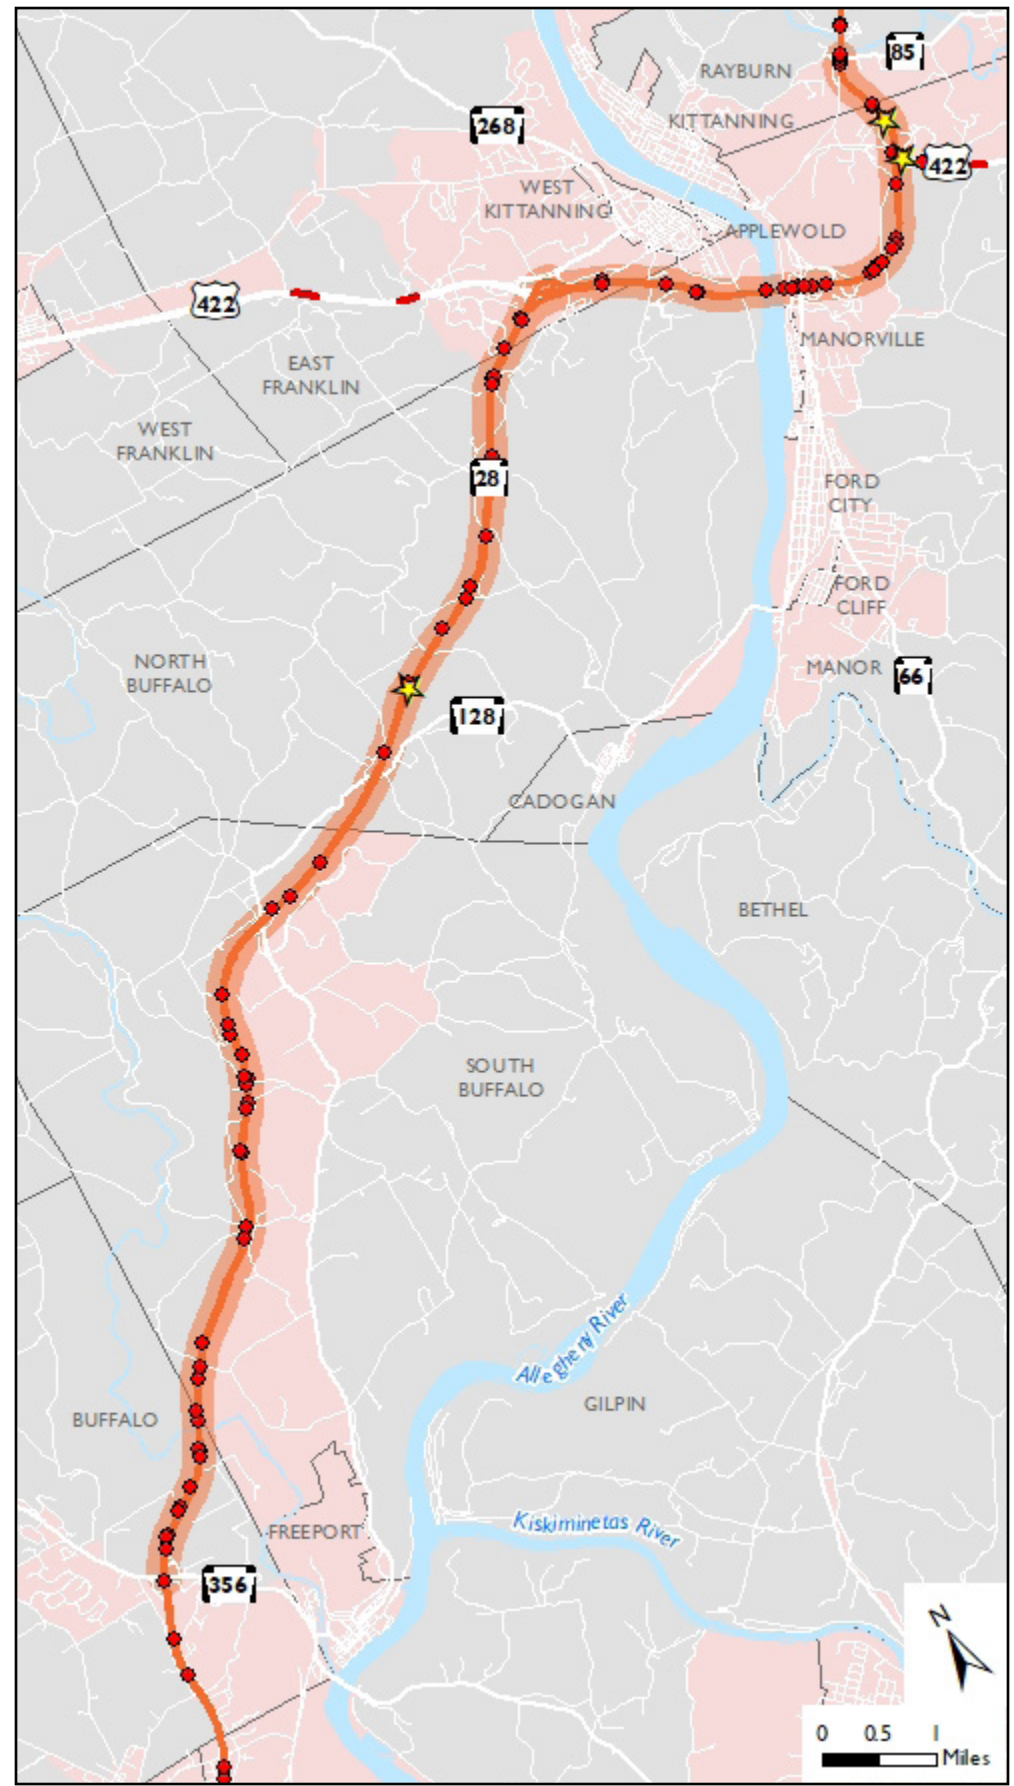 85
RAYBURN
KITTANNING
268
422
WEST
KITTANNING
APPLEWOLD
422
MANORVILLE
EAST
FRANKLIN
WEST
FRANKLIN
28
FORD
CITY
FORD
CLIFF
NORTH
BUFFALO
MANOR
66
128
CADOGAN
BETHEL
SOUTH
BUFFALO
Allegheny River
GILPIN
BUFFALO
Kiskiminetas River
FREEPORT
356
N
0 0.5 1
Miles